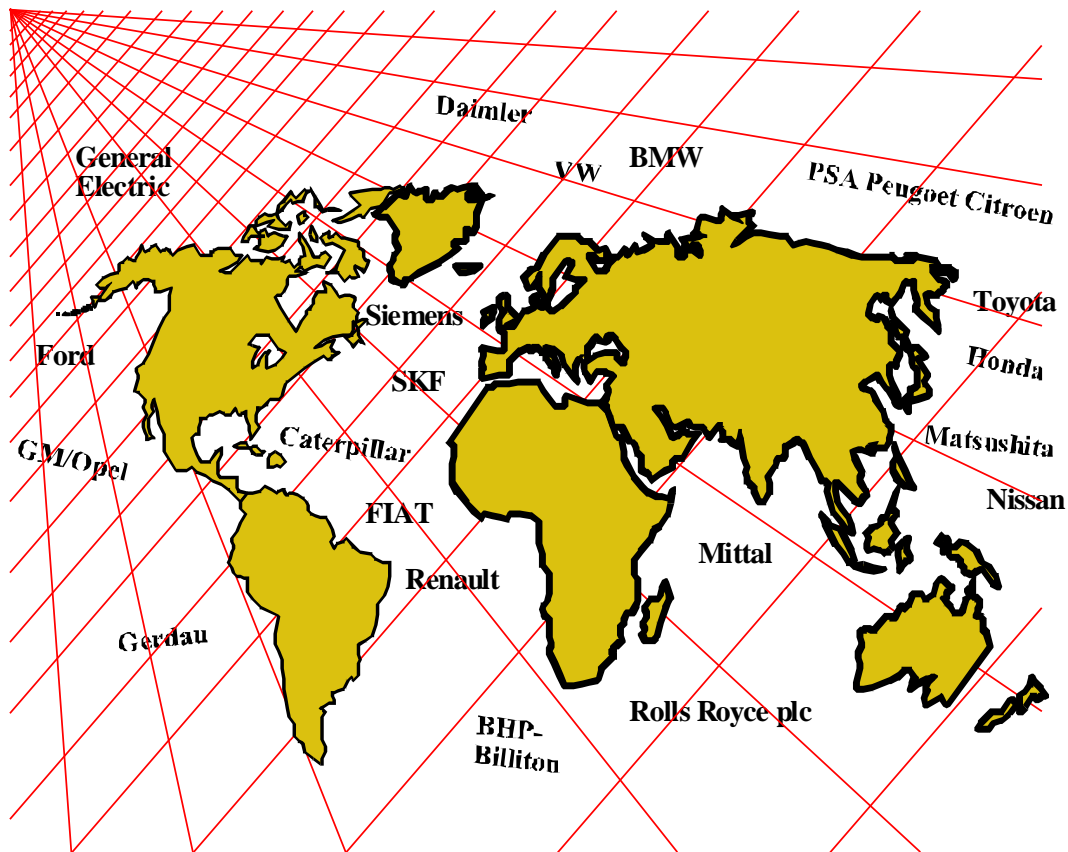 Daimler
General
Electric
VW
BMW
PSA Peugoet Citroen
Siemens
Toyota
Ford
Honda
SKF
GM/Opel
Caterpillar
Matsushita
Nissan
FIAT
Mittal
Renault
Gerdau
Rolls Royce plc
BHP-
Billiton